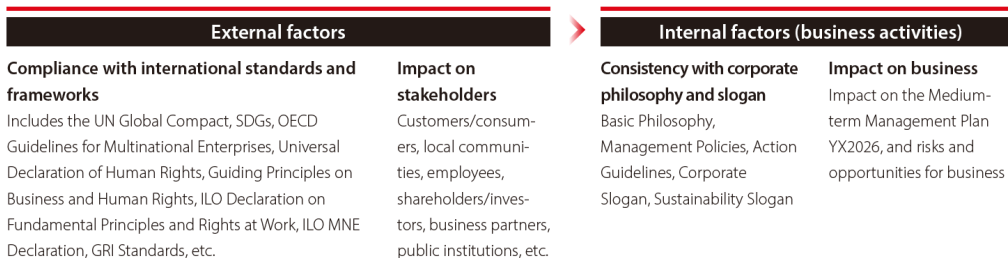 External factors
Compliance with international standards and
frameworks
Includes the UN Global Compact, SDGs, OECD
Guidelines for Multinational Enterprises, Universal
Declaration of Human Rights, Guiding Principles on
Business and Human Rights, ILO Declaration on
Fundamental Principles and Rights at Work, ILO MNE
Declaration, GRI Standards, etc.
Impact on
stakeholders
Customers/consum-
ers, local communi-
ties, employees,
shareholders/inves-
tors, business partners,
public institutions, etc.
Internal factors (business activities)
Consistency with corporate
philosophy and slogan
Basic Philosophy,
Management Policies, Action
Guidelines, Corporate
Slogan, Sustainability Slogan
Impact on business
Impact on the Medium-
term Management Plan
YX2026, and risks and
opportunities for business